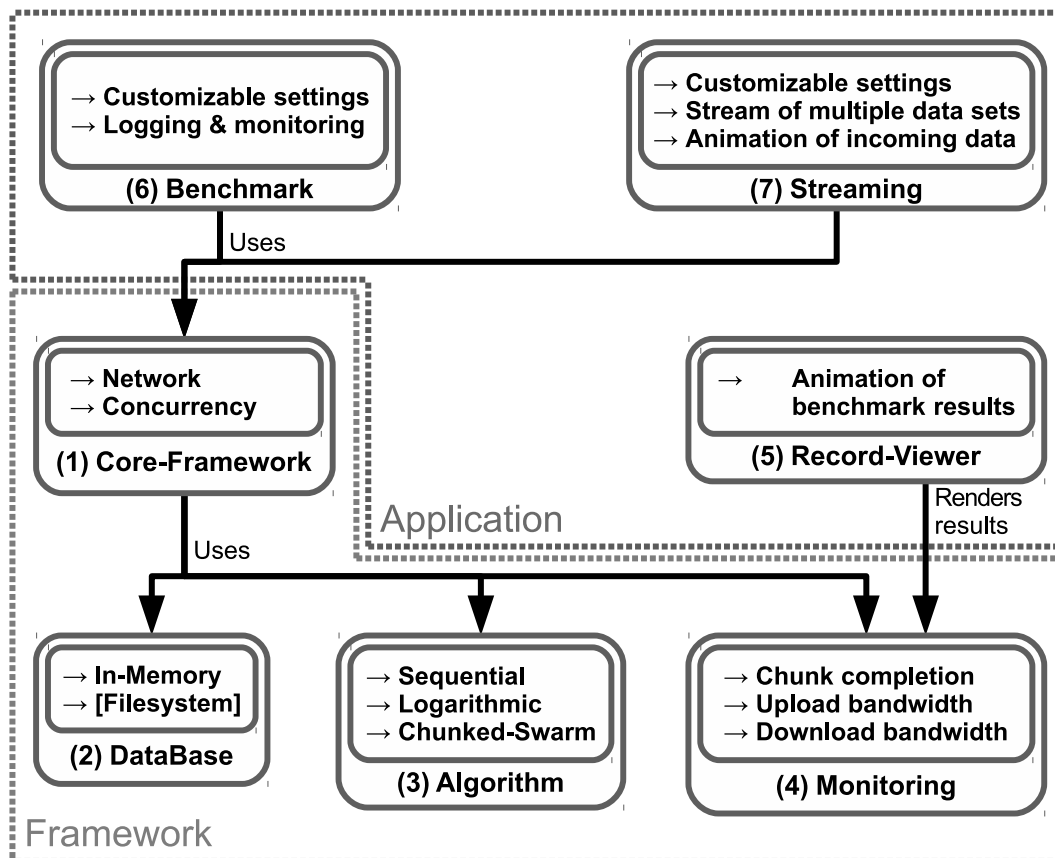 → Customizable settings
→ Logging & monitoring
(6) Benchmark
→ Customizable settings
→ Stream of multiple data sets
→ Animation of incoming data
(7) Streaming
Uses
→ Network
→ Concurrency
(1) Core-Framework
→ Animation of
benchmark results
(5) Record-Viewer
Renders
results
Application
Uses
→ In-Memory
→ [Filesystem]
(2) DataBase
→ Sequential
→ Logarithmic
→ Chunked-Swarm
(3) Algorithm
→ Chunk completion
→ Upload bandwidth
→ Download bandwidth
(4) Monitoring
Framework